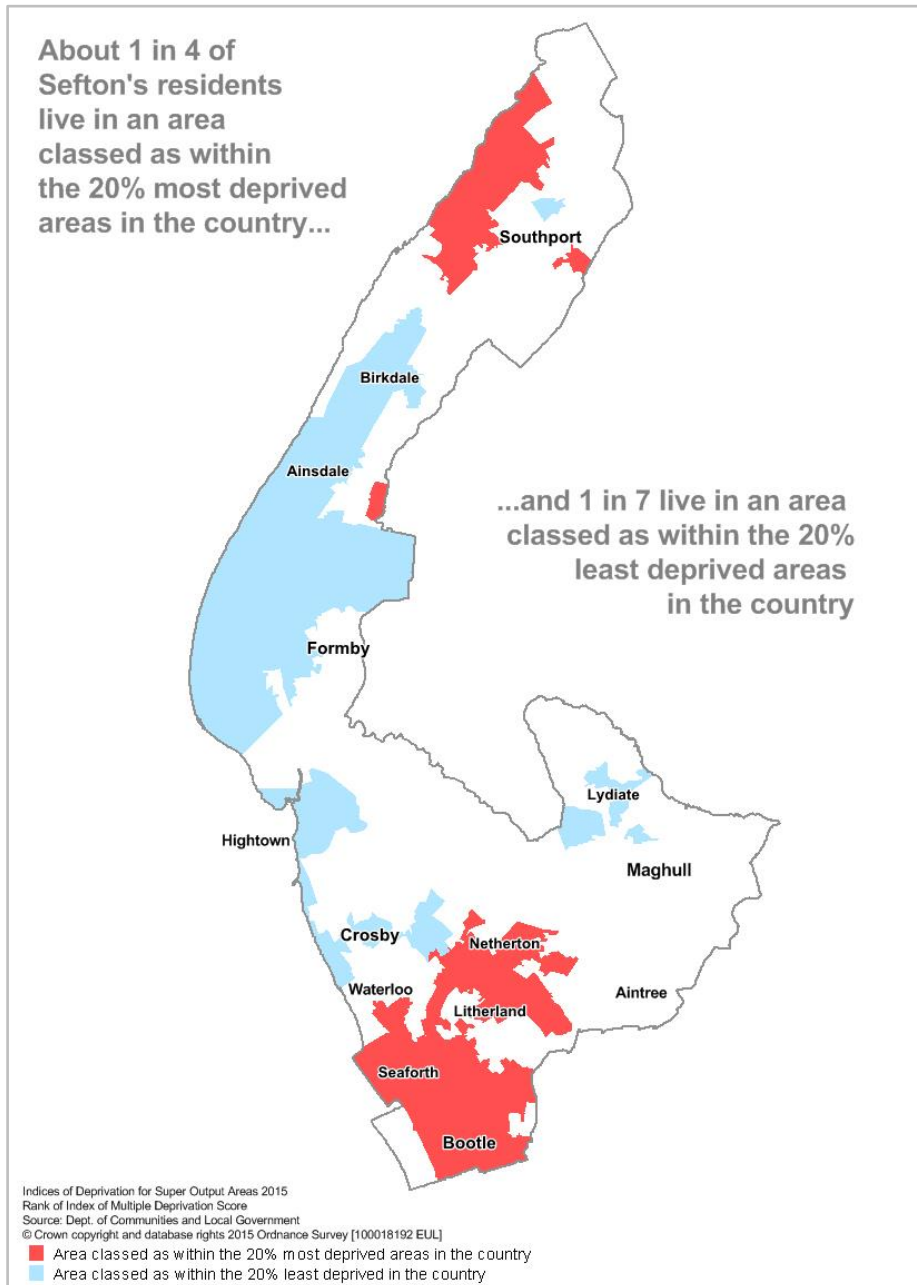 About 1 in 4 of
Sefton's residents
live in an area
classed as within
the 20% most deprived
areas in the country...
Southport
Birkdale
Ainsdale
...and 1 in 7 live in an area
classed as within the 20%
least deprived areas
in the country
Formby
Lydiate
Hightown
Maghull
Crosby
Netherton
Waterloo
Aintree
Litherland
Seaforth
Bootle
Indices of Deprivation for Super Output Areas 2015
Rank of Index of Multiple Deprivation Score
Source: Dept. of Communities and Local Government
© Crown copyright and database rights 2015 Ordnance Survey [100018192 EUL]
Area classed as within the 20% most deprived areas in the country
Area classed as within the 20% least deprived in the country